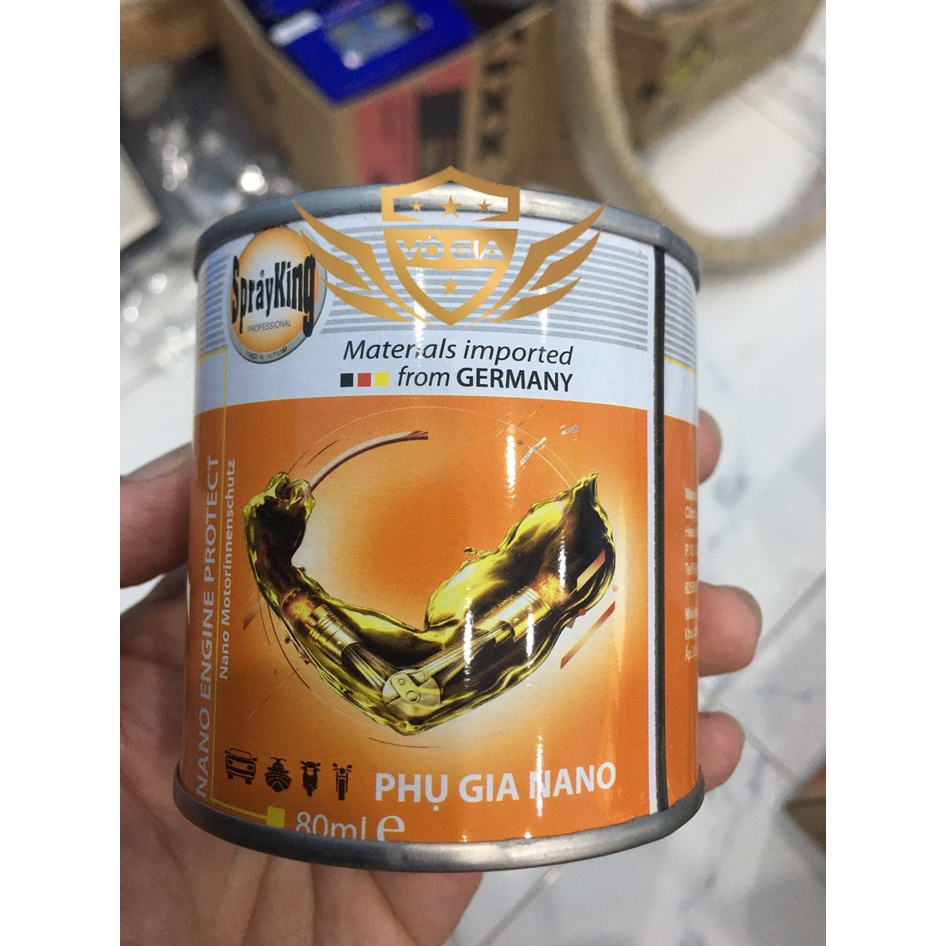 VÕ GIA
SprayKing
PROFESSIONAL
Materials imported
from GERMANY
NANO ENGINE PROTECT
Nano Motorinnenschutz
PHỤ GIA NANO
80ml e